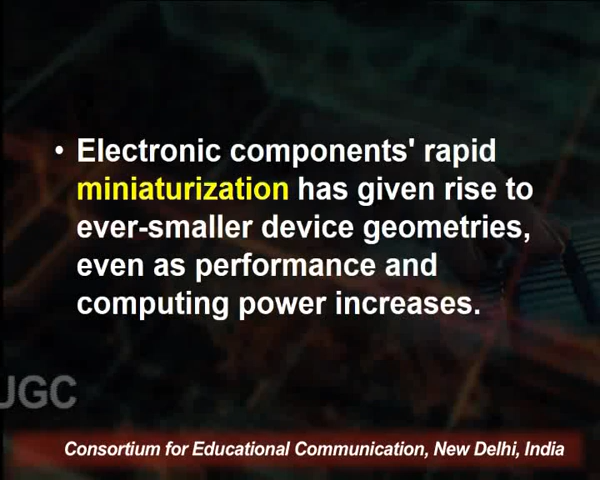 • Electronic components' rapid
miniaturization has given rise to
ever-smaller device geometries,
even as performance and
computing power increases.
UGC
Consortium for Educational Communication, New Delhi, India